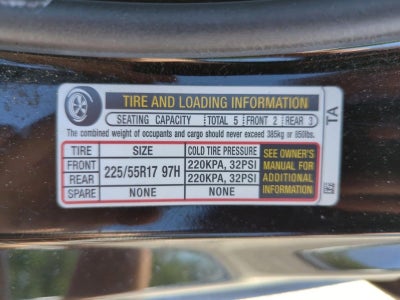 TIRE AND LOADING INFORMATION
SEATING CAPACITY TOTAL 5 FRONT 2 REAR 3
The combined weight of occupants and cargo should never exceed 385kg or 850lbs.
TIRE SIZE COLD TIRE PRESSURE
FRONT 225/55R17 97H 220KPA, 32PSI
REAR 220KPA, 32PSI
SPARE NONE NONE
SEE OWNER'S
MANUAL FOR
ADDITIONAL
INFORMATION
TA